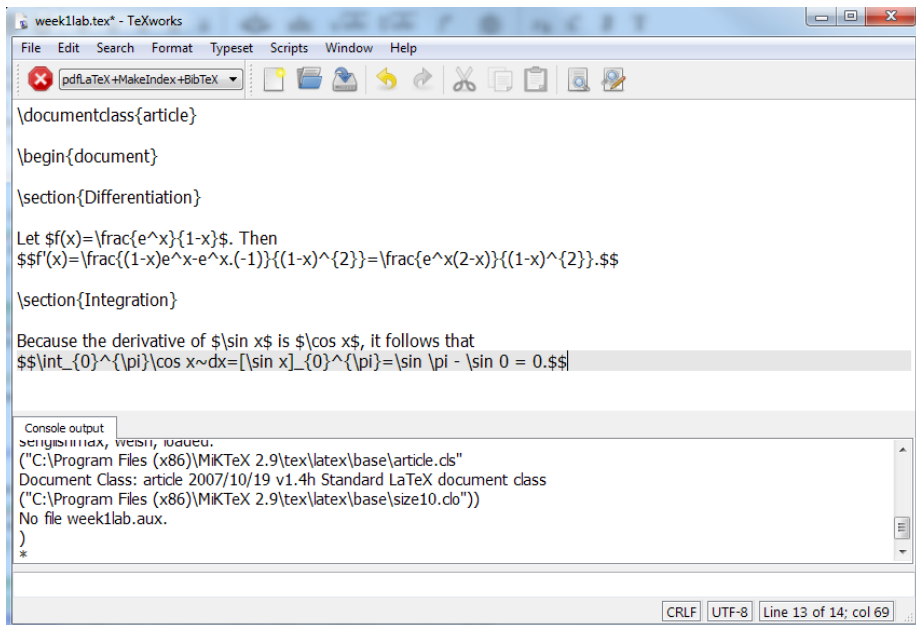 week1lab.tex* - TeXworks
File Edit Search Format Typeset Scripts Window Help
pdfLaTeX+MakeIndex+BibTeX
\documentclass{article}
\begin{document}
\section{Differentiation}
Let $f(x)=\frac{e^x}{1-x}$. Then
$$f'(x)=\frac{(1-x)e^x-e^x.(-1)}{(1-x)^{2}}=\frac{e^x(2-x)}{(1-x)^{2}}.$$
\section{Integration}
Because the derivative of $\sin x$ is $\cos x$, it follows that
$$\int_{0}^{\pi}\cos x~dx=[\sin x]_{0}^{\pi}=\sin \pi - \sin 0 = 0.$$
Console output
senglishmax, welsh, loaded.
("C:\Program Files (x86)\MiKTeX 2.9\tex\latex\base\article.cls"
Document Class: article 2007/10/19 v1.4h Standard LaTeX document class
("C:\Program Files (x86)\MiKTeX 2.9\tex\latex\base\size10.clo"))
No file week1lab.aux.
)
*
CRLF UTF-8 Line 13 of 14; col 69